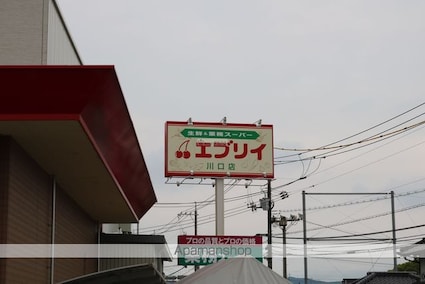 生鮮&業務スーパー
エブリイ
川口店
プロの品質とプロの価格
Apamanshop